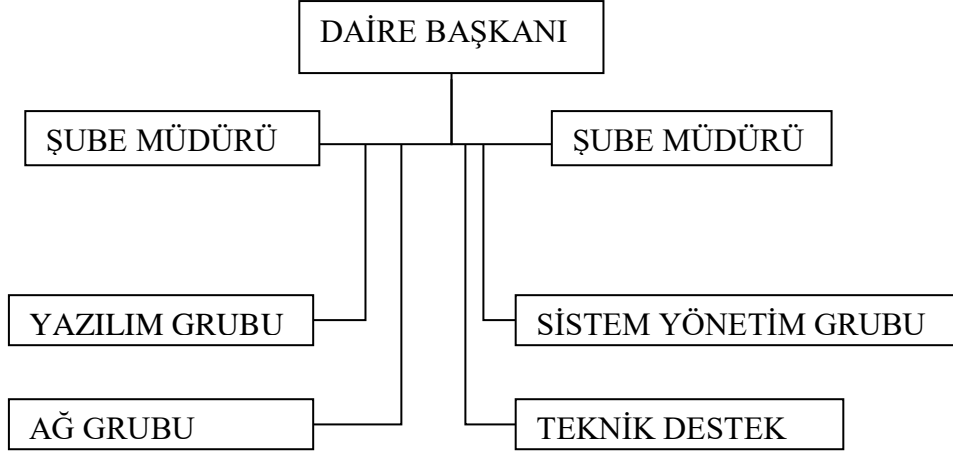 DAİRE BAŞKANI
ŞUBE MÜDÜRÜ
ŞUBE MÜDÜRÜ
YAZILIM GRUBU
SİSTEM YÖNETİM GRUBU
AĞ GRUBU
TEKNİK DESTEK